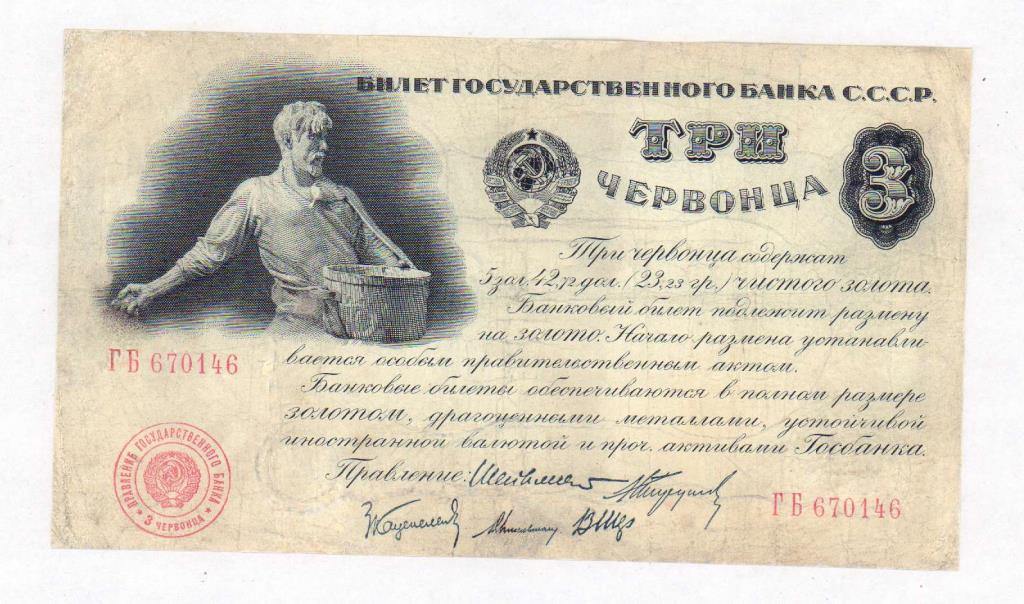 БИЛЕТ ГОСУДАРСТВЕННОГО БАНКА С.С.С.Р.
ТРИ
ЧЕРВОНЦА
3
Три червонца содержат
5 зол. 42,72 дол. (23,23 гр.) чистого золота.
Банковый билет подлежит размену
на золото. Начало размена устанавли-
вается особым правительственным актом.
Банковые билеты обеспечиваются в полном размере
золотом, драгоценными металлами, устойчивой
иностранной валютой и проч. активами Госбанка.
Правление:
ГБ 670146
ПРАВЛЕНИЕ ГОСУДАРСТВЕННОГО БАНКА
3 ЧЕРВОНЦА
ГБ 670146